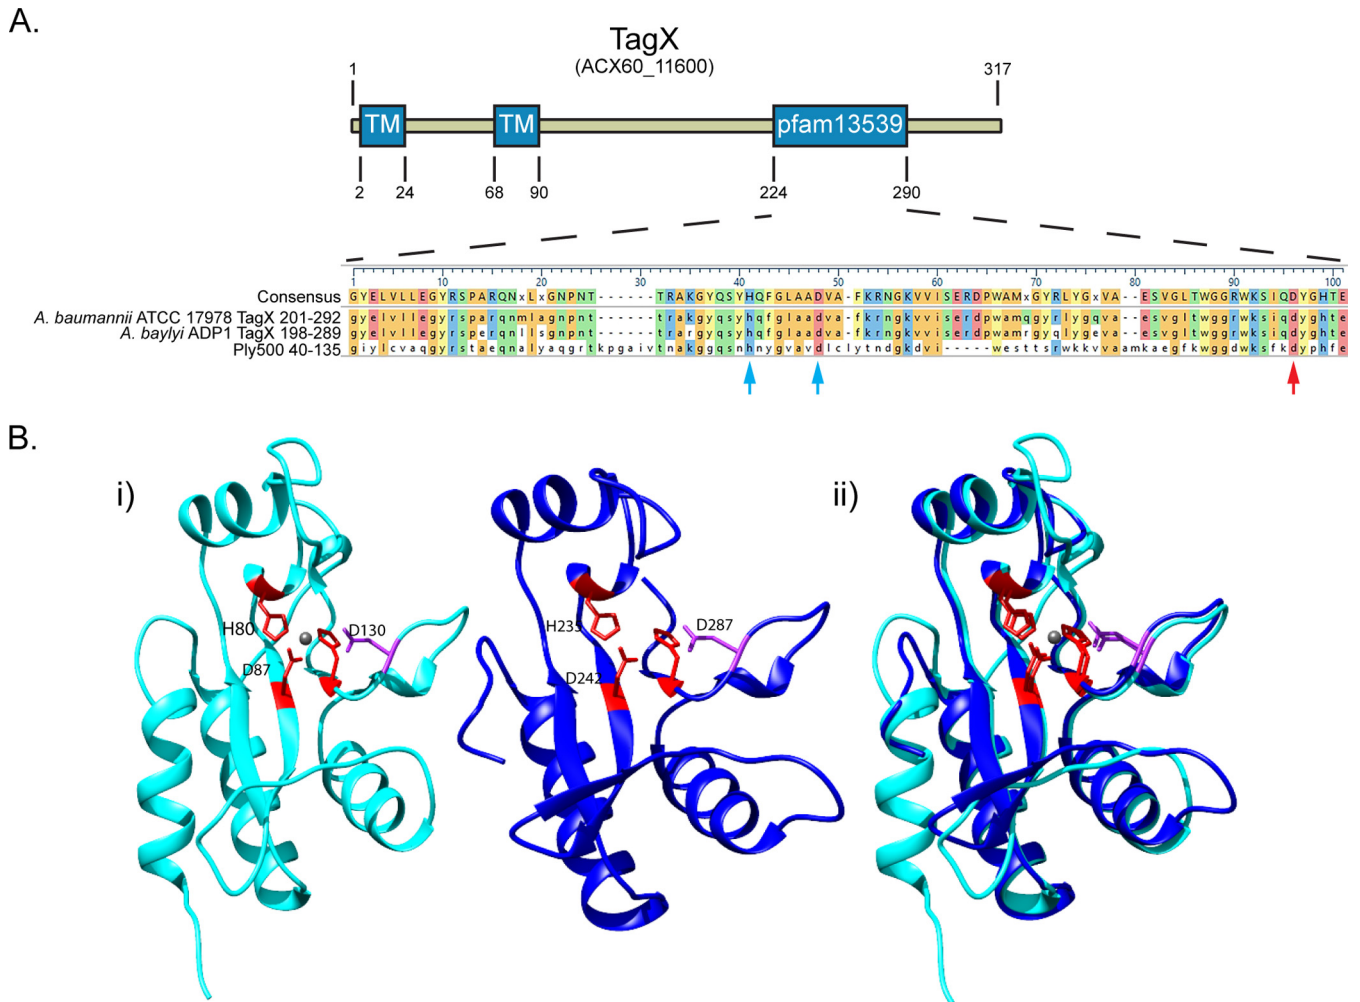 A.
TagX
(ACX60_11600)
1 317
TM TM pfam13539
2 24 68 90 224 290
1 10 20 30 40 50 60 70 80 90 100
Consensus GYELVLLEGYRSPARQNxLxGNPNT------TRAKGYQSYHQFGLAADVA-FKRNGKVVISERDPWAMxGYRLYGxVA--ESVGLTWGGRWKSIQDYGHTE
A. baumannii ATCC 17978 TagX 201-292 gyelvllegyrsparqnmlagnpnt------trakgyqsyhqfglaadva-fkrngkvviserdpwamqgyrlygqva--esvgltwggrwksiqdyghte
A. baylyi ADP1 TagX 198-289 gyelvllegyrsperqnllsgnpnt------trargyqsyhqfglaadva-fkrngkvviserdpwamrgyqlygeva--esvgltwggrwksiqdyghte
Ply500 40-135 giylcvaqgyrstaeqnalyaqgrtkpgaivtnakggqsnhnygvavdlclytndgkdvi-----westtsrwkkvvaamkaegfkwggdwksfkdyphfe
B.
i) ii)
H80 D130
D87
H233 D287
D242